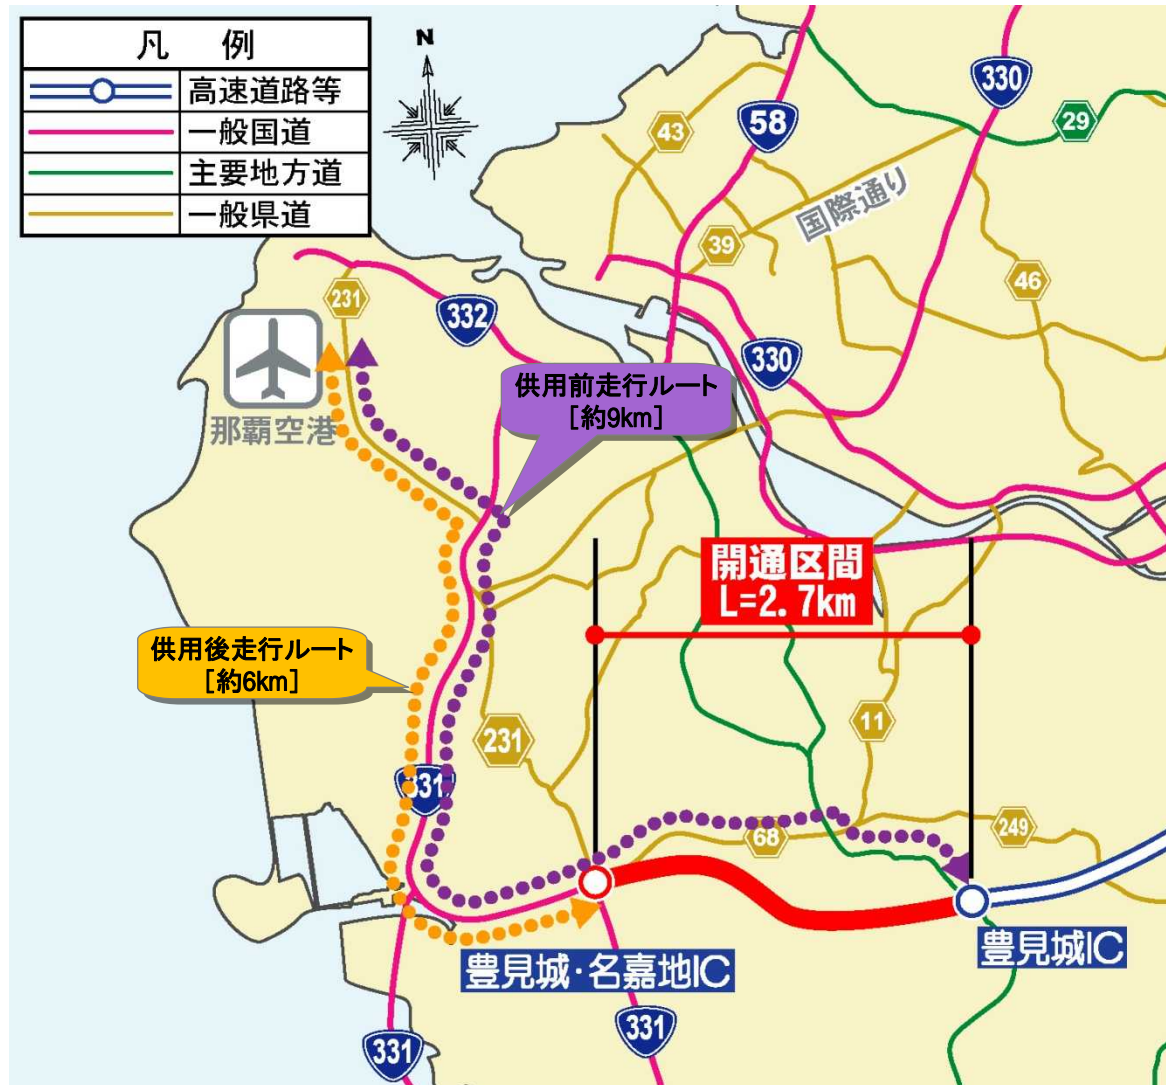 凡 例
高速道路等
一般国道
主要地方道
一般県道
N
330
58
43
29
国際通り
39
46
231
332
330
那覇空港
供用前走行ルート
[約9km]
開通区間
L=2.7km
供用後走行ルート
[約6km]
231
11
331
68
249
豊見城・名嘉地IC
豊見城IC
331
331